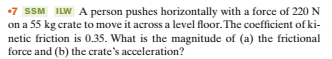 •7 SSM ILW A person pushes horizontally with a force of 220 N
on a 55 kg crate to move it across a level floor. The coefficient of ki-
netic friction is 0.35. What is the magnitude of (a) the frictional
force and (b) the crate's acceleration?